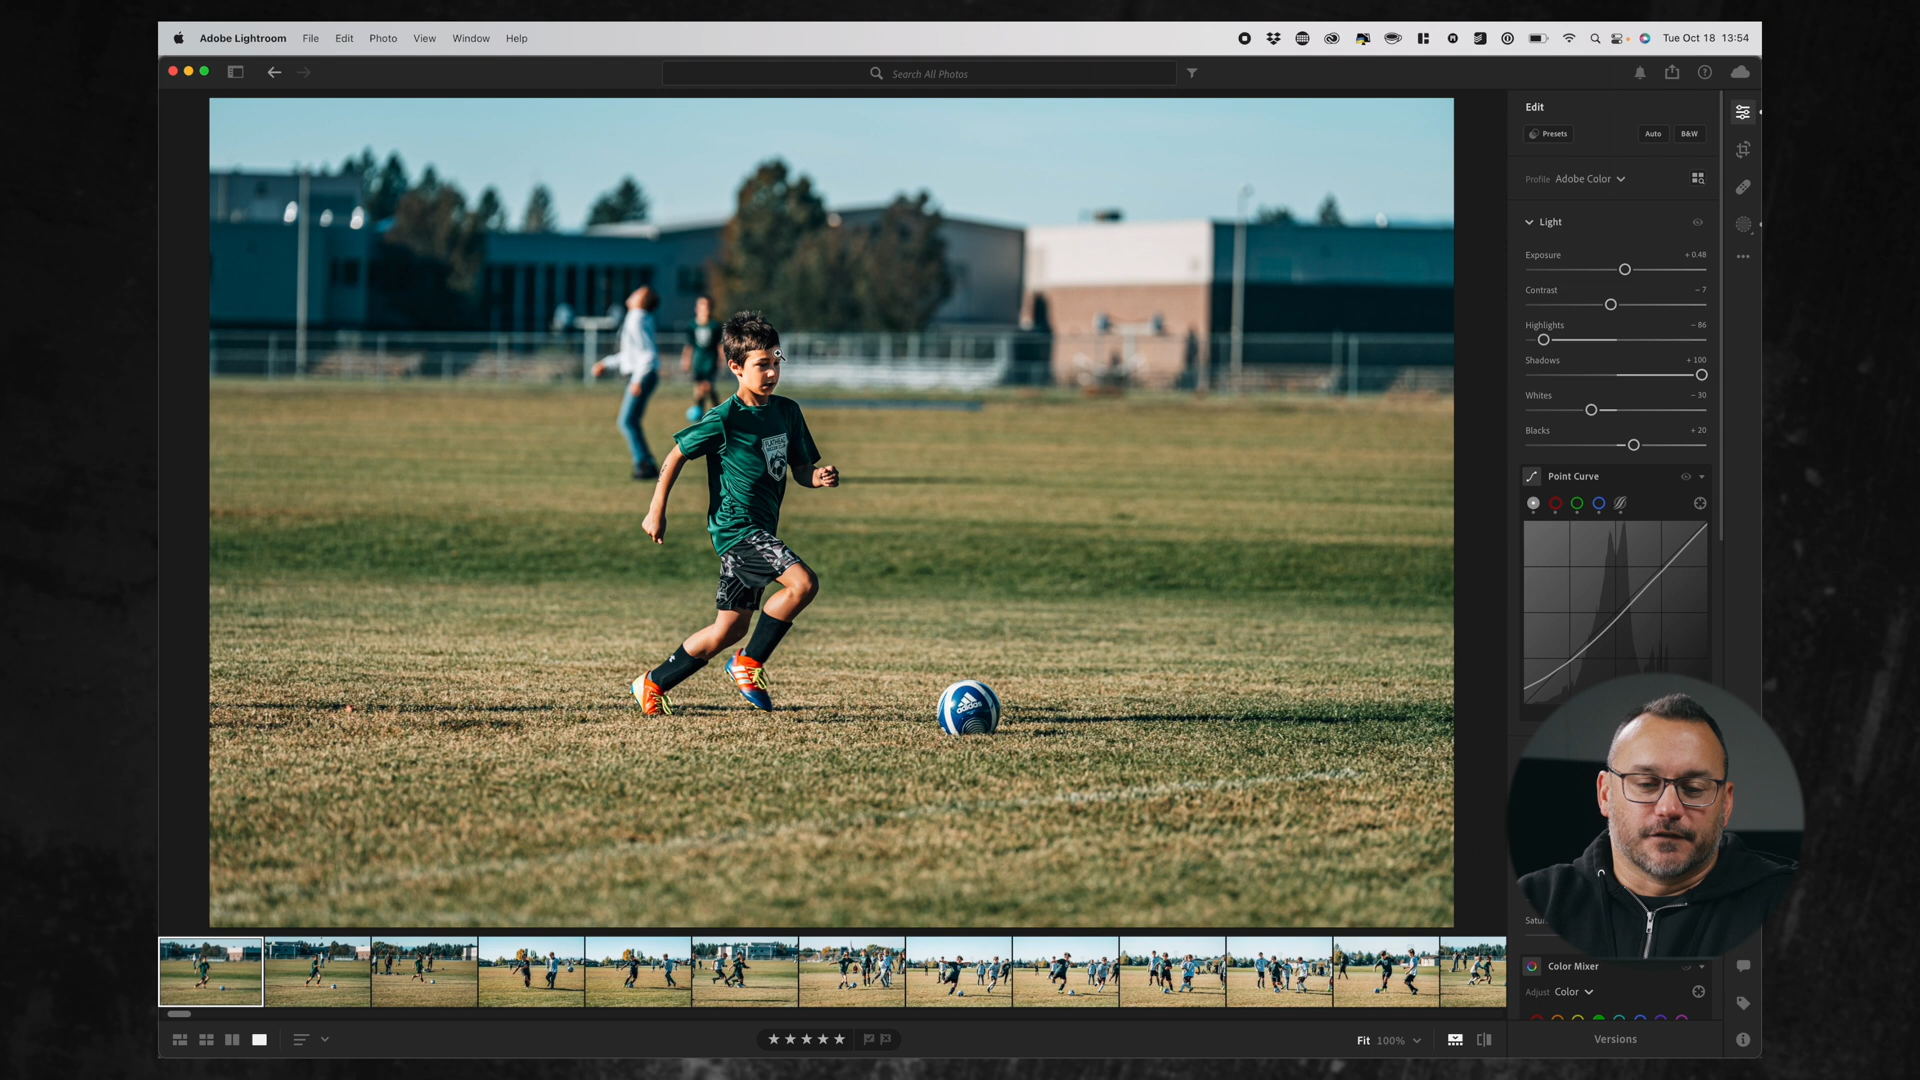 Adobe Lightroom File Edit Photo View Window Help Tue Oct 18 13:54
Search All Photos
Edit
Presets Auto B&W
Profile Adobe Color
Light
Exposure + 0.48
Contrast – 7
Highlights – 86
Shadows + 100
Whites – 30
Blacks + 20
Point Curve
FLATHEAD
adidas
Satu
Color Mixer
Adjust Color
Fit 100%
Versions